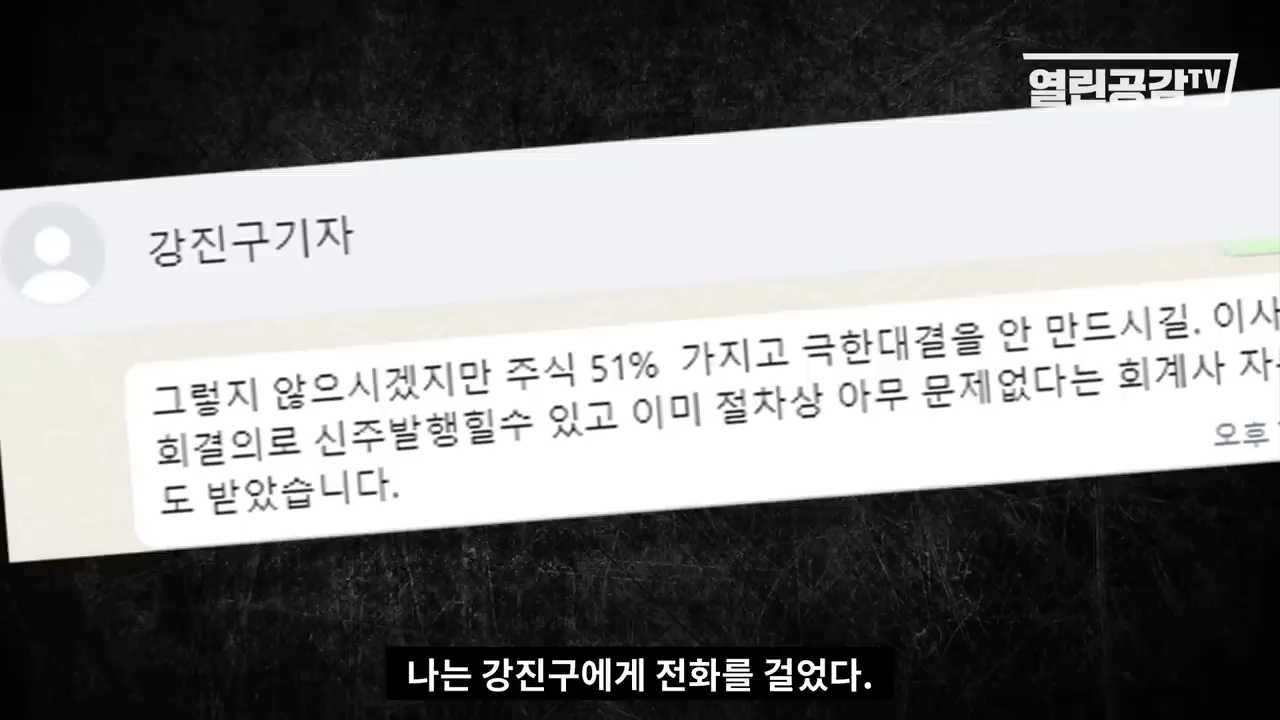 열린공감TV
강진구기자
그렇지 않으시겠지만 주식 51% 가지고 극한대결을 안 만드시길. 이사
회결의로 신주발행힐수 있고 이미 절차상 아무 문제없다는 회계사
도 받았습니다.
오후
나는 강진구에게 전화를 걸었다.